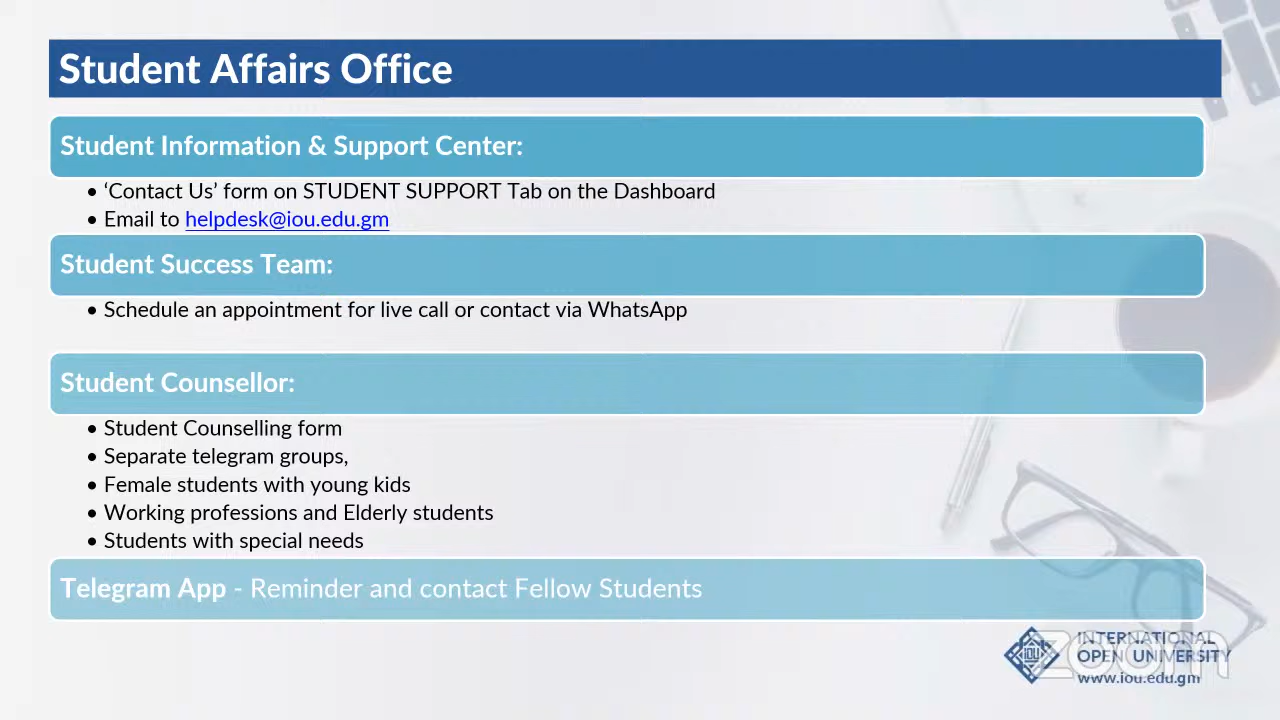 Student Affairs Office
Student Information & Support Center:
• ‘Contact Us’ form on STUDENT SUPPORT Tab on the Dashboard
• Email to helpdesk@iou.edu.gm
Student Success Team:
• Schedule an appointment for live call or contact via WhatsApp
Student Counsellor:
• Student Counselling form
• Separate telegram groups,
• Female students with young kids
• Working professions and Elderly students
• Students with special needs
Telegram App - Reminder and contact Fellow Students
IOU
INTERNATIONAL
OPEN UNIVERSITY
www.iou.edu.gm
zoom